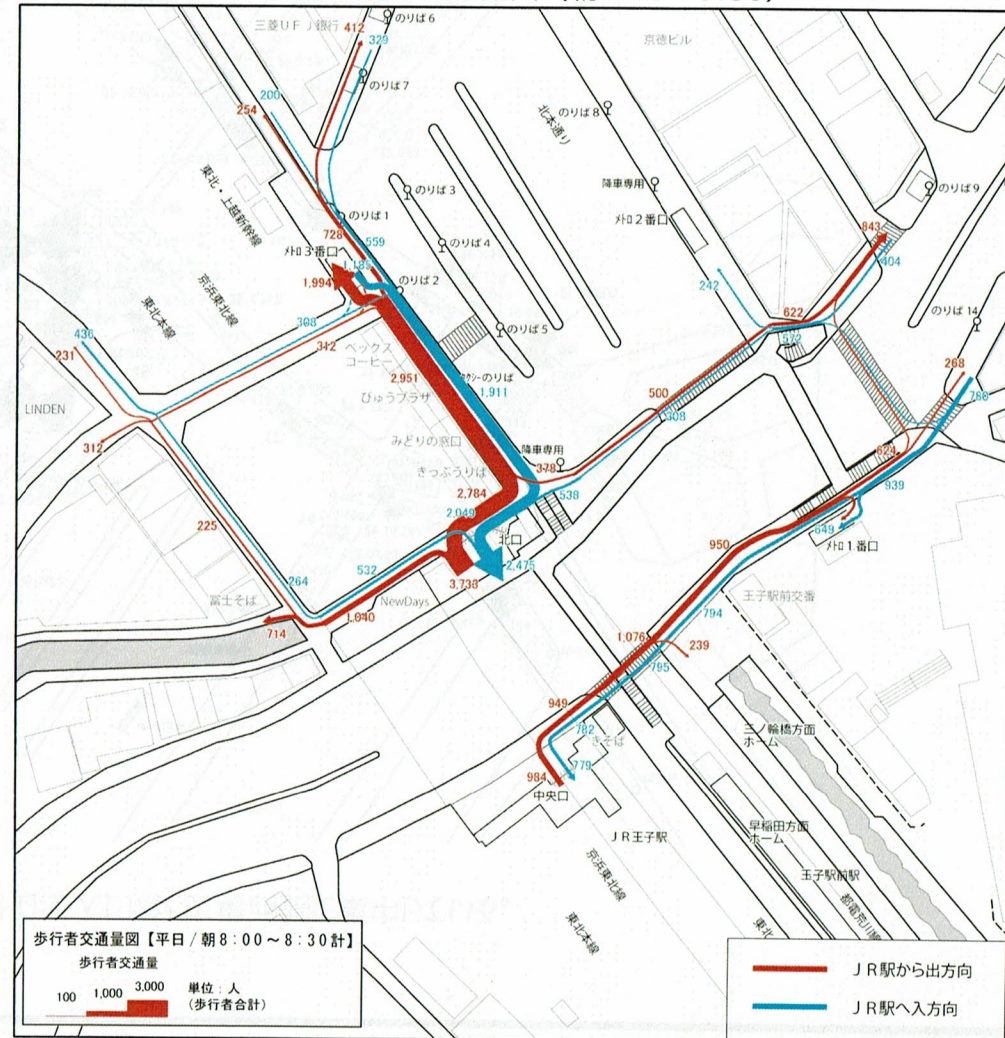 三菱ＵＦＪ銀行
412
329
のりば6
のりば7
京徳ビル
200
254
北本通り
のりば8
東北・上越新幹線
のりば3
降車専用
のりば9
のりば1
メトロ2番口
728
559
のりば4
843
メトロ3番口
404
1,185
1,994
のりば2
242
京浜東北線
東北本線
308
312
のりば5
622
572
のりば14
436
231
ベックス
コーヒー
タクシーのりば
268
2,951
1,911
500
308
LINDEN
びゅうプラザ
312
みどりの窓口
降車専用
624
きっぷうりば
378
939
2,784
538
225
2,049
649
北口
950
メトロ1番口
532
2,475
264
3,738
794
王子駅前交番
富士そば
NewDays
1,040
714
1,076
239
795
949
782
きそば
三ノ輪橋方面
ホーム
984
779
中央口
ＪＲ王子駅
早稲田方面
ホーム
京浜東北線
王子駅前駅
東北本線
都電荒川線
歩行者交通量図【平日/朝8:00～8:30計】
歩行者交通量
100
1,000
3,000
単位：人
(歩行者合計)
ＪＲ駅から出方向
ＪＲ駅へ入方向